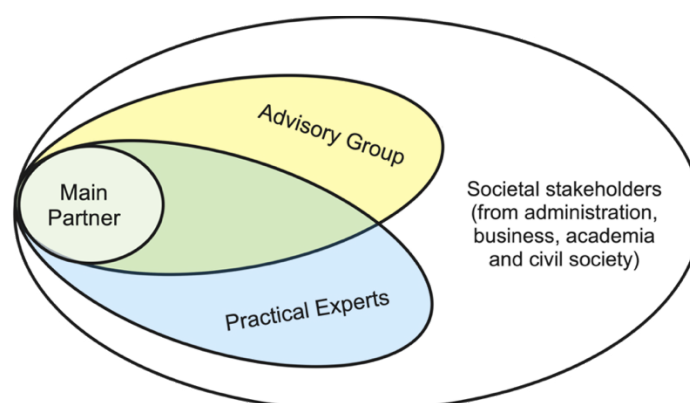 Advisory Group
Main
Partner
Societal stakeholders
(from administration,
business, academia
and civil society)
Practical Experts